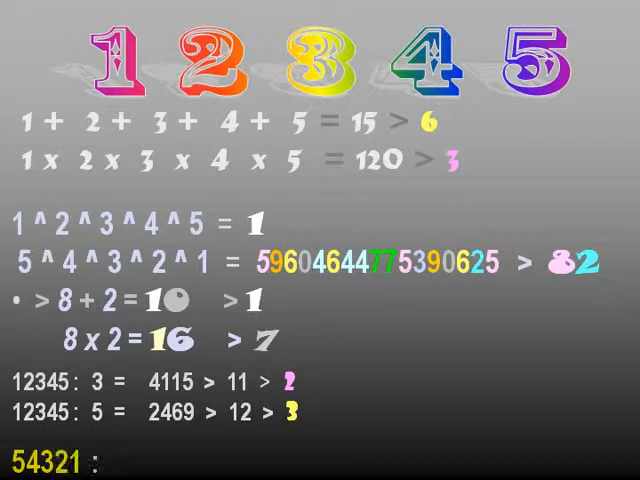 1 2 3 4 5
1 + 2 + 3 + 4 + 5 = 15 > 6
1 x 2 x 3 x 4 x 5 = 120 > 3
1 ^ 2 ^ 3 ^ 4 ^ 5 = 1
5 ^ 4 ^ 3 ^ 2 ^ 1 = 59604644775390625 > 82
• > 8 + 2 = 10 > 1
8 x 2 = 16 > 7
12345 : 3 = 4115 > 11 > 2
12345 : 5 = 2469 > 12 > 3
54321 :